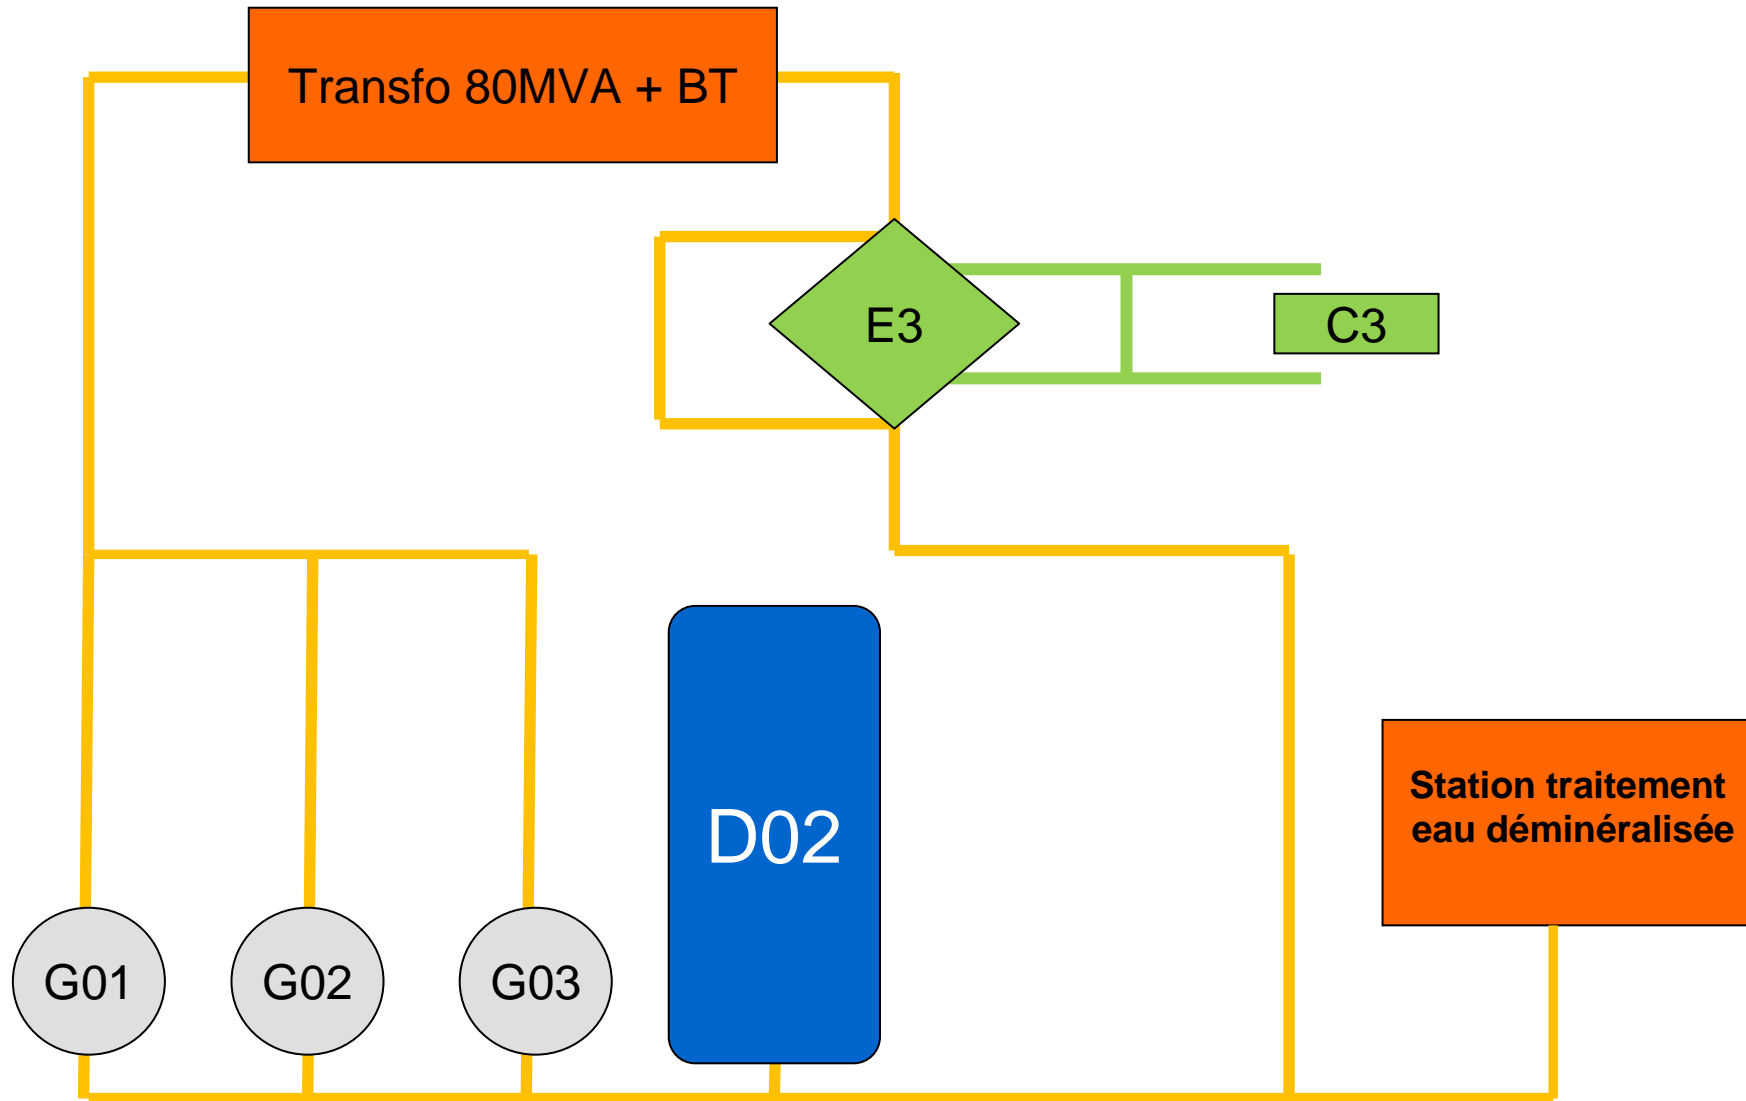 Transfo 80MVA + BT
E3
C3
Station traitement
eau déminéralisée
D02
G01
G02
G03